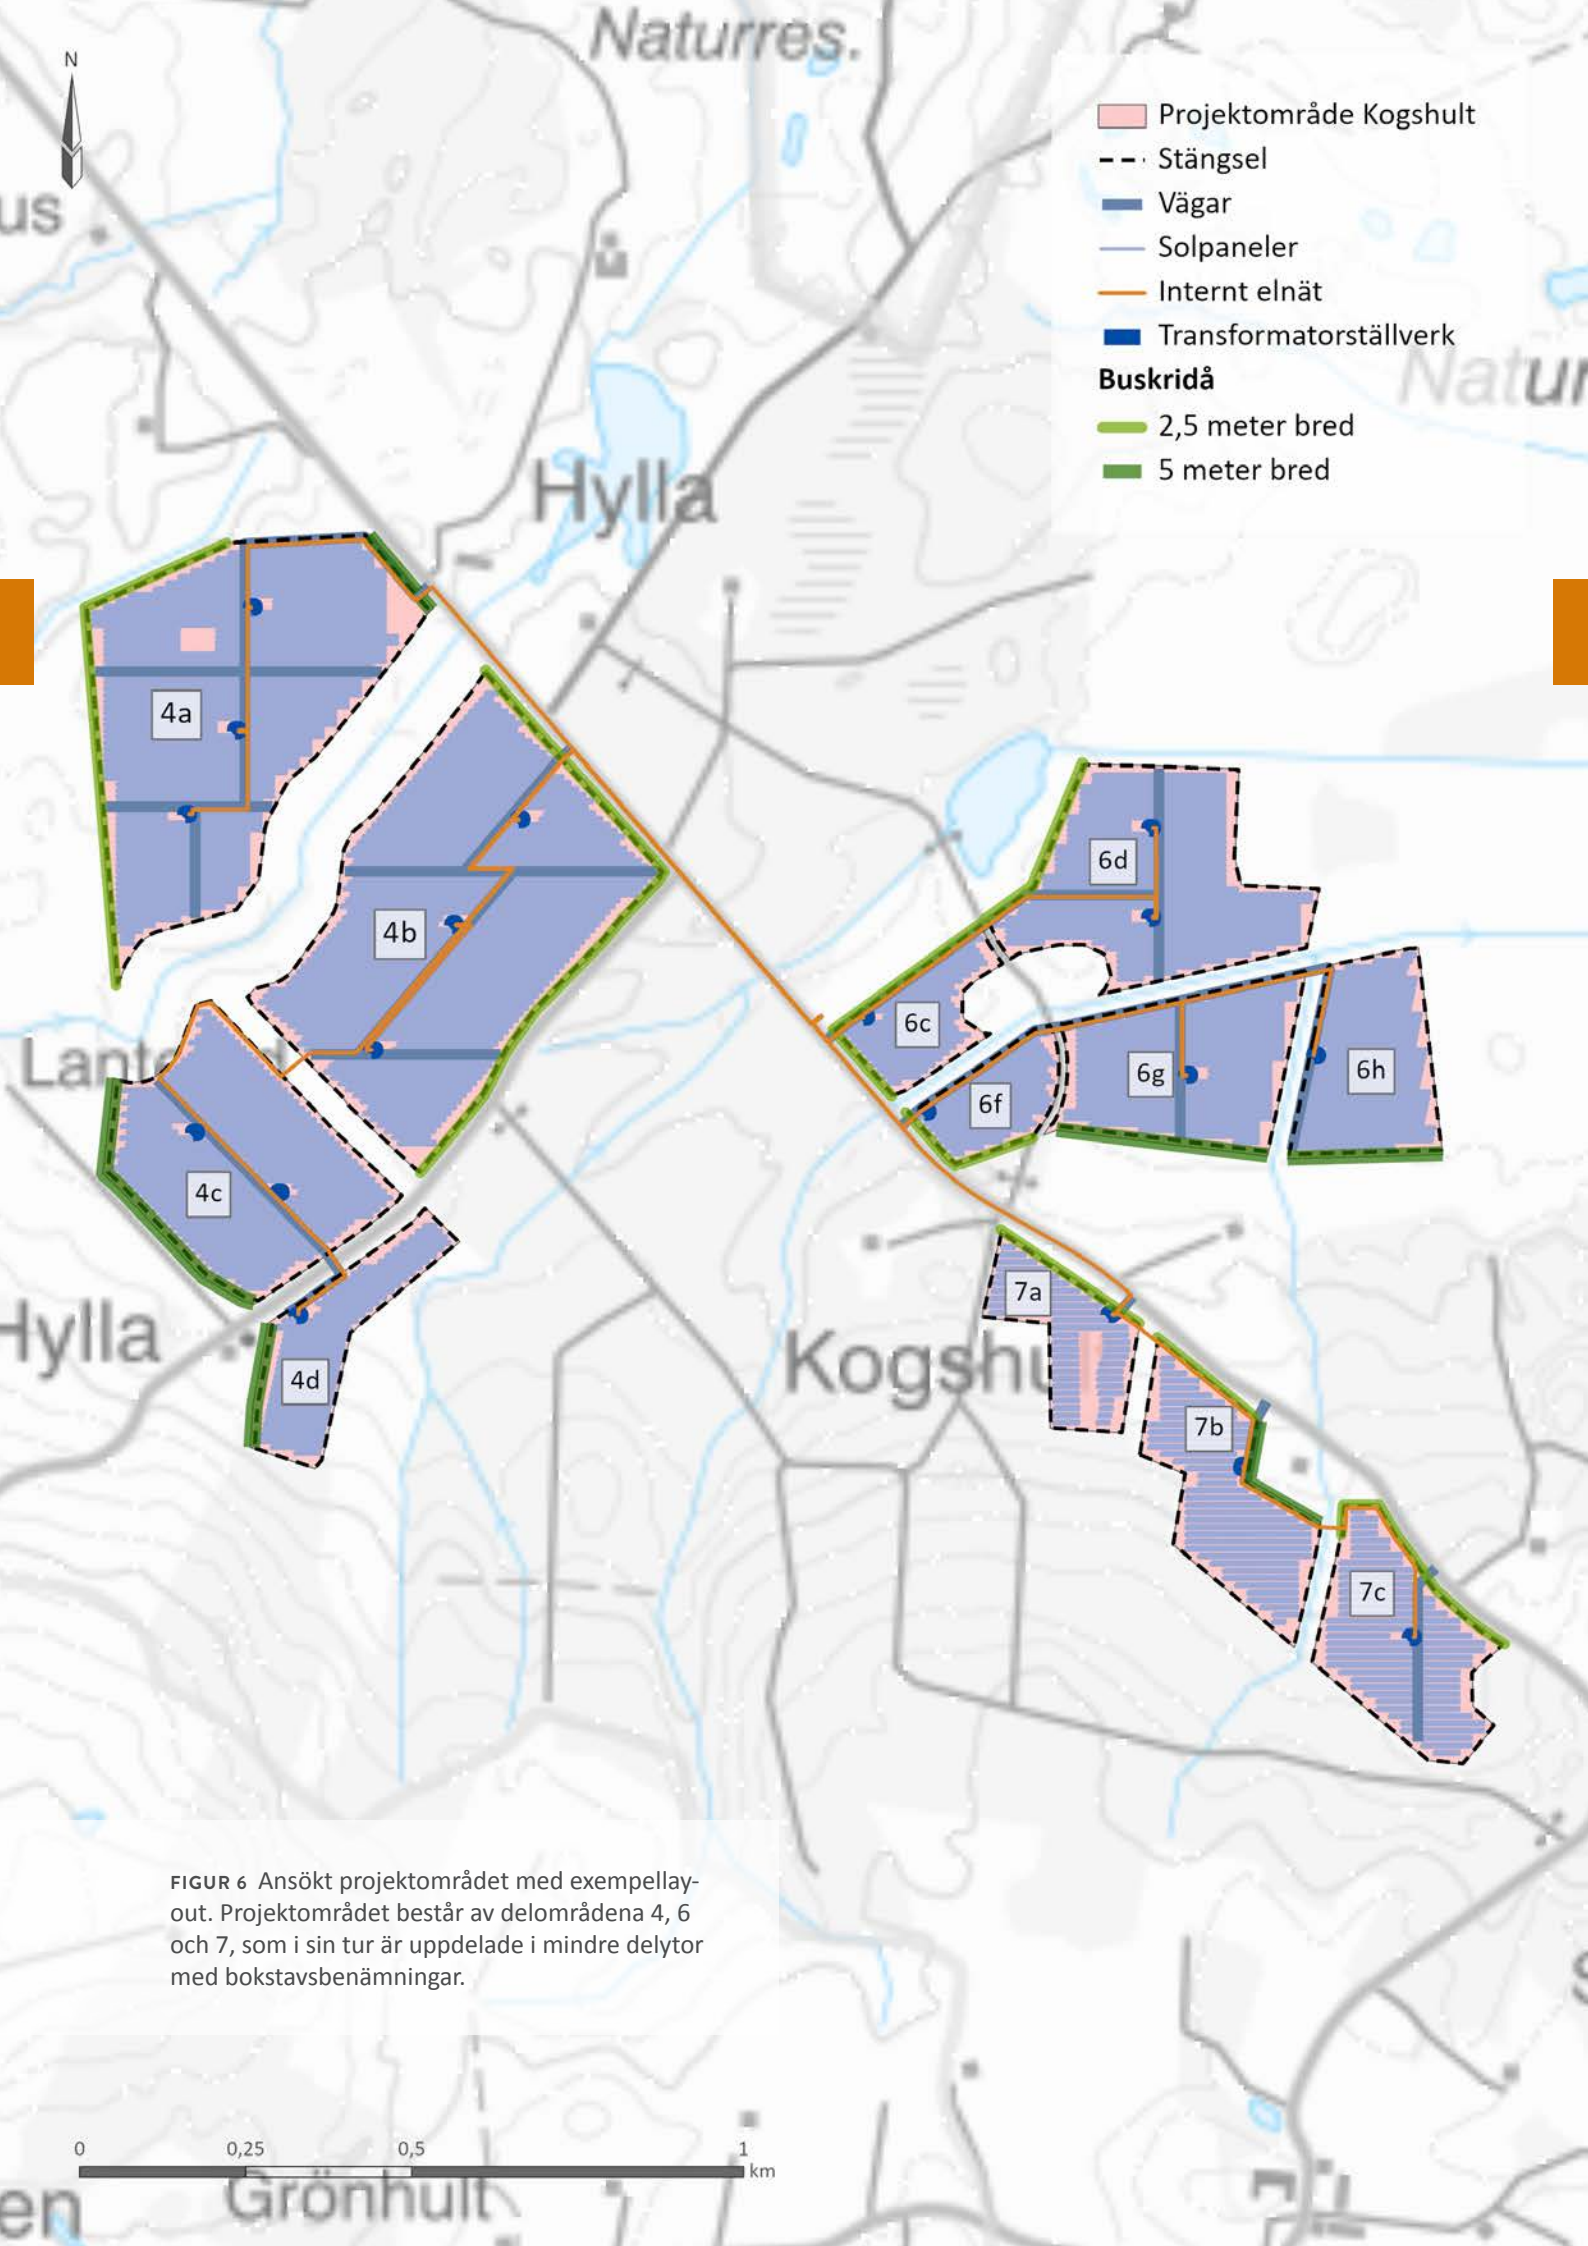 Naturres.
N
Projektområde Kogshult
Stängsel
Vägar
Solpaneler
Internt elnät
Transformatorställverk
Buskridå
2,5 meter bred
5 meter bred
us
Natur
Hylla
4a
4b
6d
6c
6g
6h
6f
4c
4d
Hylla
7a
Kogshu
7b
7c
FIGUR 6 Ansökt projektområdet med exempellay-
out. Projektområdet består av delområdena 4, 6
och 7, som i sin tur är uppdelade i mindre delytor
med bokstavsbenämningar.
0 0,25 0,5 1
km
Grönhult
en